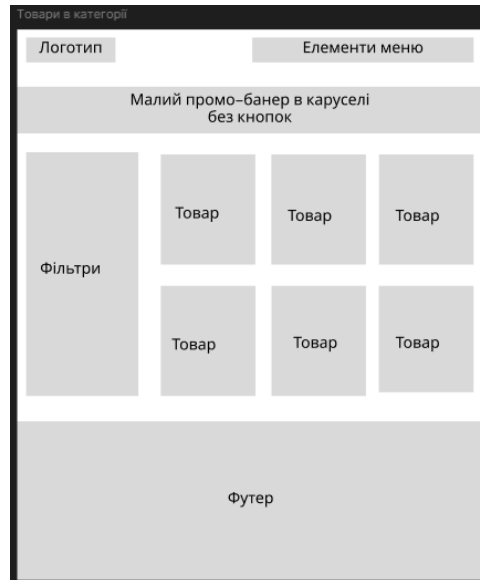 Товари в категорії
Логотип
Елементи меню
Малий промо-банер в каруселі
без кнопок
Фільтри
Товар
Товар
Товар
Товар
Товар
Товар
Футер